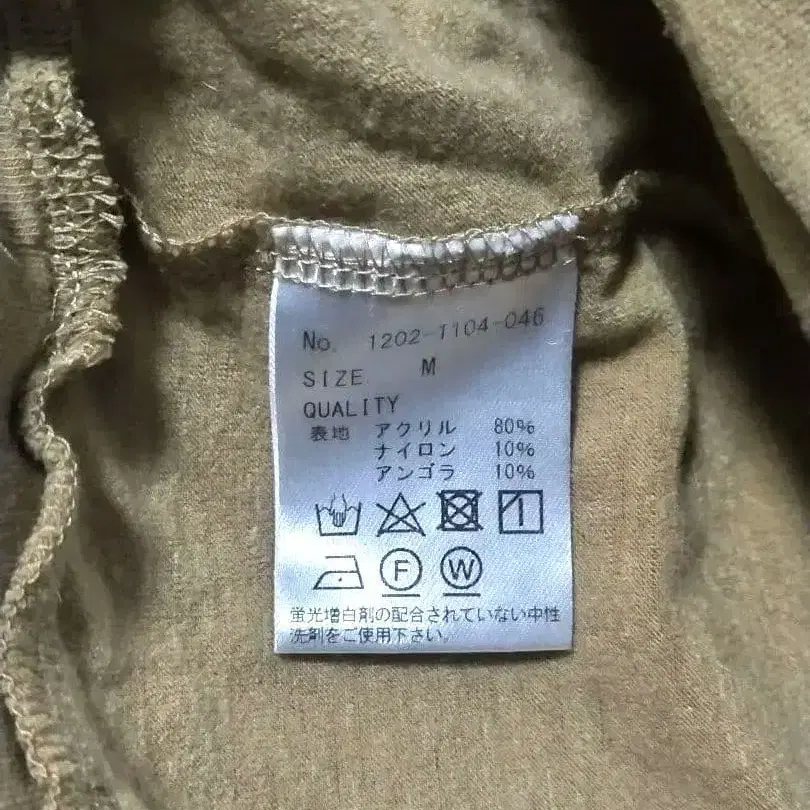 No. 1202-1104-046
SIZE M
QUALITY
表地 アクリル 80%
ナイロン 10%
アンゴラ 10%
F W
蛍光増白剤の配合されていない中性
洗剤をご使用下さい。